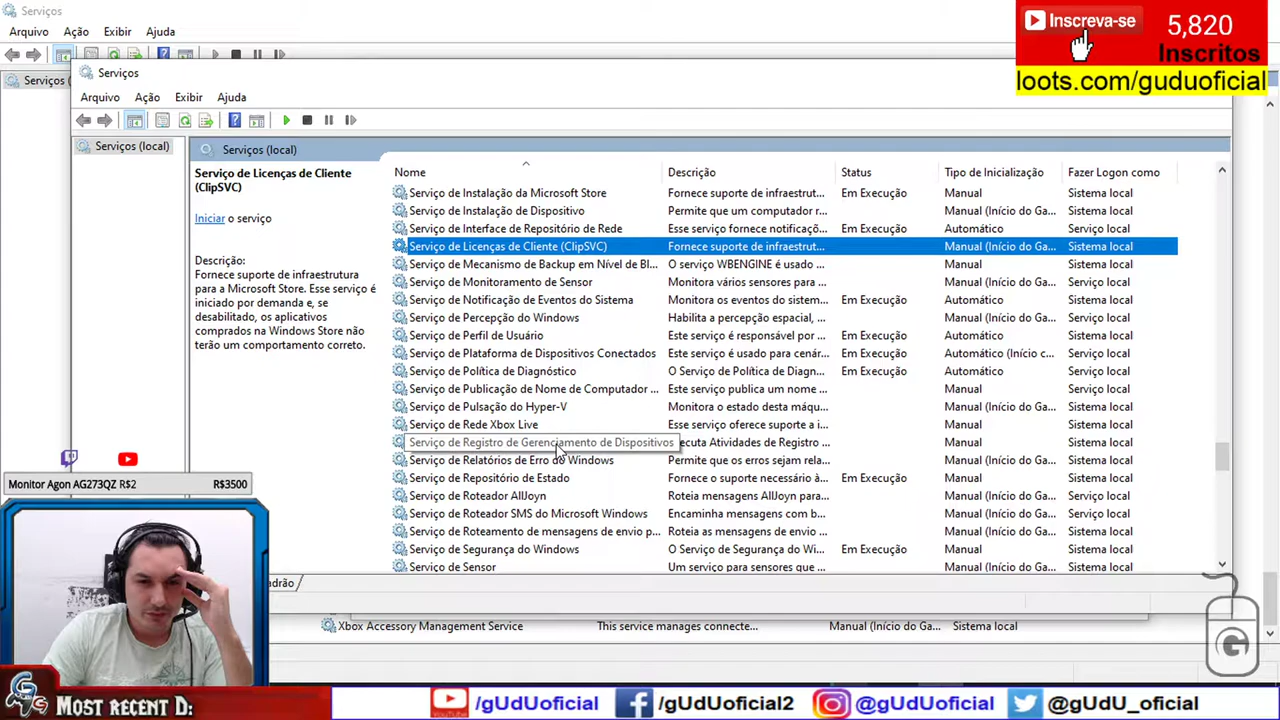 Serviços
Arquivo Ação Exibir Ajuda
Inscreva-se 5,820
Inscritos
loots.com/guduoficial
Serviços (
Serviços
Arquivo Ação Exibir Ajuda
Serviços (local)
Serviços (local)
Serviço de Licenças de Cliente
(ClipSVC)
Iniciar o serviço
Descrição:
Fornece suporte de infraestrutura
para a Microsoft Store. Esse serviço é
iniciado por demanda e, se
desabilitado, os aplicativos
comprados na Windows Store não
terão um comportamento correto.
Nome Descrição Status Tipo de Inicialização Fazer Logon como
Serviço de Instalação da Microsoft Store Fornece suporte de infraestrut... Em Execução Manual Sistema local
Serviço de Instalação de Dispositivo Permite que um computador r... Manual (Início do Ga... Sistema local
Serviço de Interface de Repositório de Rede Esse serviço fornece notificaçõ... Em Execução Automático Serviço local
Serviço de Licenças de Cliente (ClipSVC) Fornece suporte de infraestrut... Manual (Início do Ga... Sistema local
Serviço de Mecanismo de Backup em Nível de Bl... O serviço WBENGINE é usado ... Manual Sistema local
Serviço de Monitoramento de Sensor Monitora vários sensores para ... Manual (Início do Ga... Serviço local
Serviço de Notificação de Eventos do Sistema Monitora os eventos do sistem... Em Execução Automático Sistema local
Serviço de Percepção do Windows Habilita a percepção espacial, ... Manual (Início do Ga... Serviço local
Serviço de Perfil de Usuário Este serviço é responsável por ... Em Execução Automático Sistema local
Serviço de Plataforma de Dispositivos Conectados Este serviço é usado para cenár... Em Execução Automático (Início c... Serviço local
Serviço de Política de Diagnóstico O Serviço de Política de Diagn... Em Execução Automático Serviço local
Serviço de Publicação de Nome de Computador ... Este serviço publica um nome ... Manual Serviço local
Serviço de Pulsação do Hyper-V Monitora o estado desta máqu... Manual (Início do Ga... Sistema local
Serviço de Rede Xbox Live Esse serviço oferece suporte a i... Manual Sistema local
Serviço de Registro de Gerenciamento de Dispositivos ecuta Atividades de Registro ... Manual Sistema local
Serviço de Relatórios de Erro do Windows Permite que os erros sejam rela... Manual (Início do Ga... Sistema local
Serviço de Repositório de Estado Fornece o suporte necessário à... Em Execução Manual Sistema local
Serviço de Roteador AllJoyn Roteia mensagens AllJoyn para... Manual (Início do Ga... Serviço local
Serviço de Roteador SMS do Microsoft Windows Encaminha mensagens com b... Manual (Início do Ga... Serviço local
Serviço de Roteamento de mensagens de envio p... Roteia as mensagens de envio ... Manual (Início do Ga... Sistema local
Serviço de Segurança do Windows O Serviço de Segurança do Wi... Em Execução Manual Sistema local
Serviço de Sensor Um serviço para sensores que ... Manual (Início do Ga... Sistema local
Monitor Agon AG273QZ R$2 R$3500
adrão
Xbox Accessory Management Service This service manages connecte... Manual (Início do Ga... Sistema local
G
Most recent D:
/gUdUoficial /gUdUoficial2 @gUdUoficial @gUdU_oficial